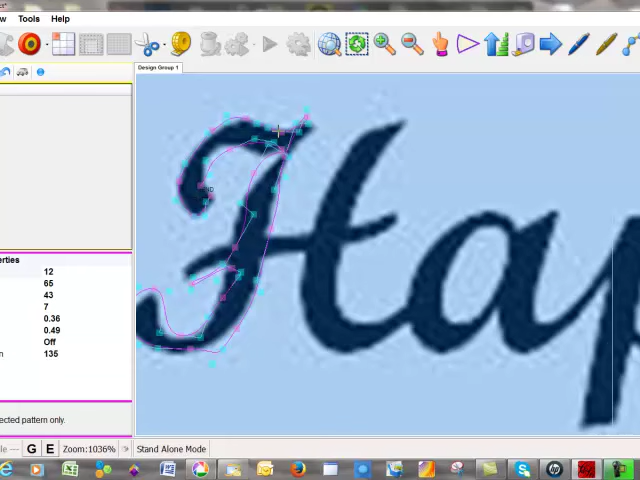 w Tools Help
Design Group 1
Hap
erties
12
65
43
7
0.36
0.49
Off
n 135
ected pattern only.
le — G E Zoom:1036% Stand Alone Mode